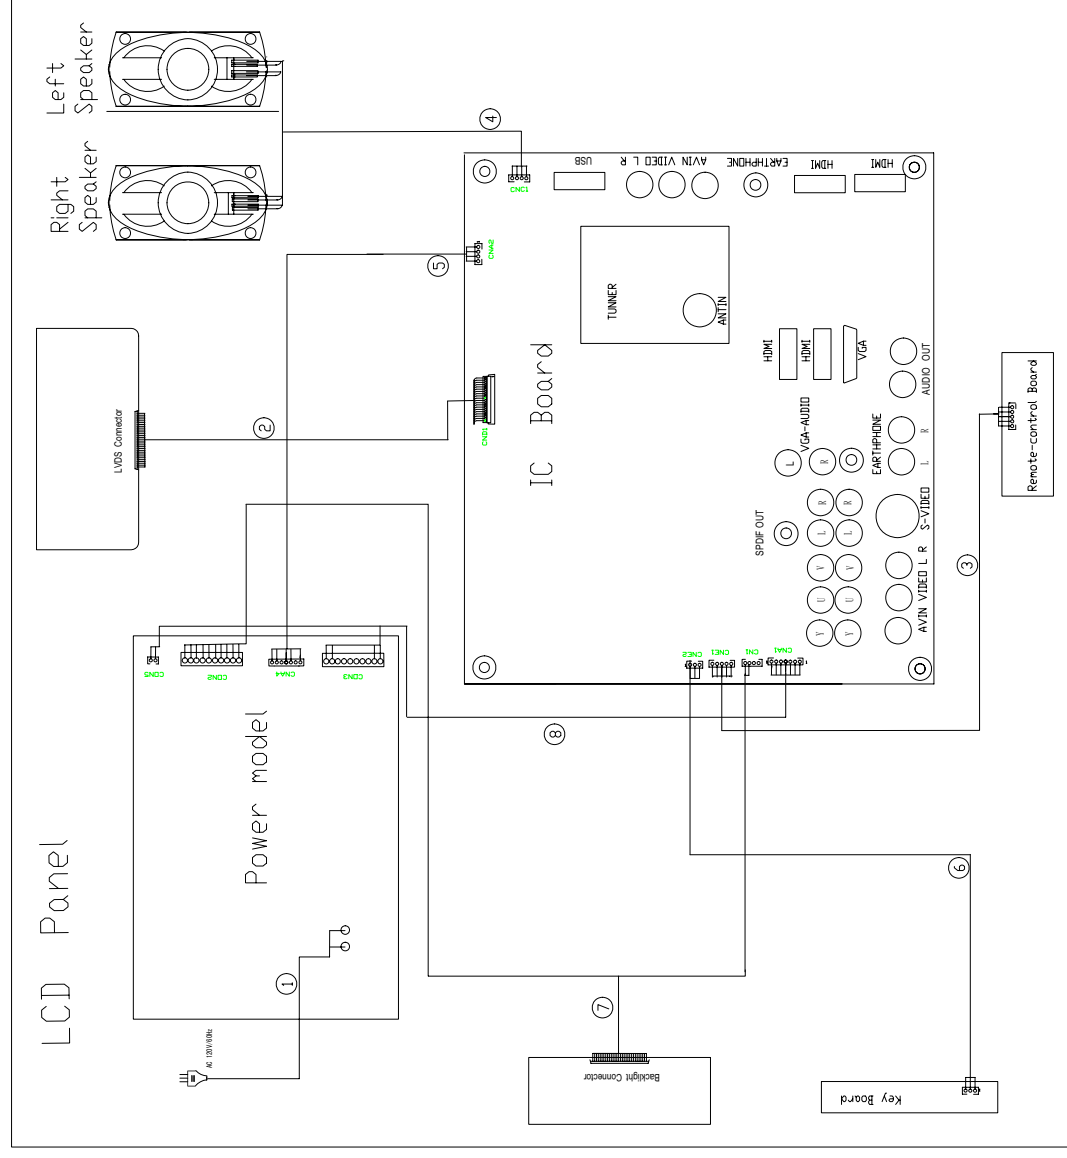 Left
Speaker
Right
Speaker
4
CNC1
USB
AVIN VIDEO L R
EARTHPHONE
HDMI
HDMI
5
CNA2
TUNNER
ANTIN
LVDS Connector
2
CND1
IC Board
HDMI
HDMI
VGA
AUDIO OUT
VGA-AUDIO
L
R
EARTHPHONE
L R
S-VIDEO
SPDIF OUT
Y U V L R
Y U V L R
AVIN VIDEO L R
Remote-control Board
3
CON5
CON2
CNA4
CON3
CNE2
CNE1
CN1
CNA1
8
Power model
LCD Panel
1
AC 120V/60Hz
7
Backlight Connector
6
Key Board